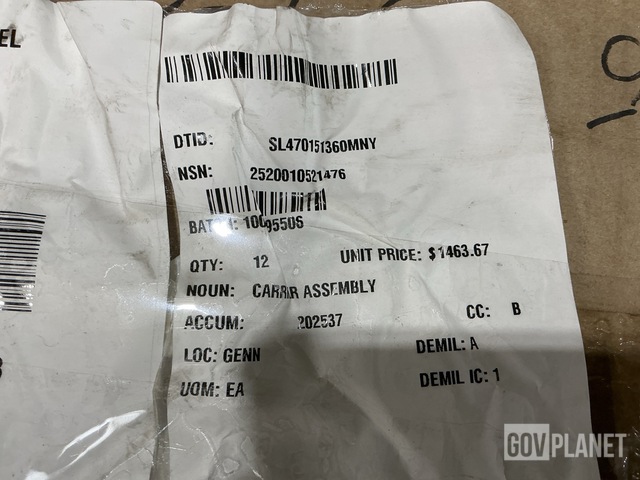 EL
DTID: SL470151360MNY
NSN: 2520010521476
QTY: 12 UNIT PRICE: $1463.67
NOUN: ASSEMBLY
ACCUM: 202537 CC: B
LOC: GENN DEMIL: A
UOM: EA DEMIL IC: 1
GOVPLANET